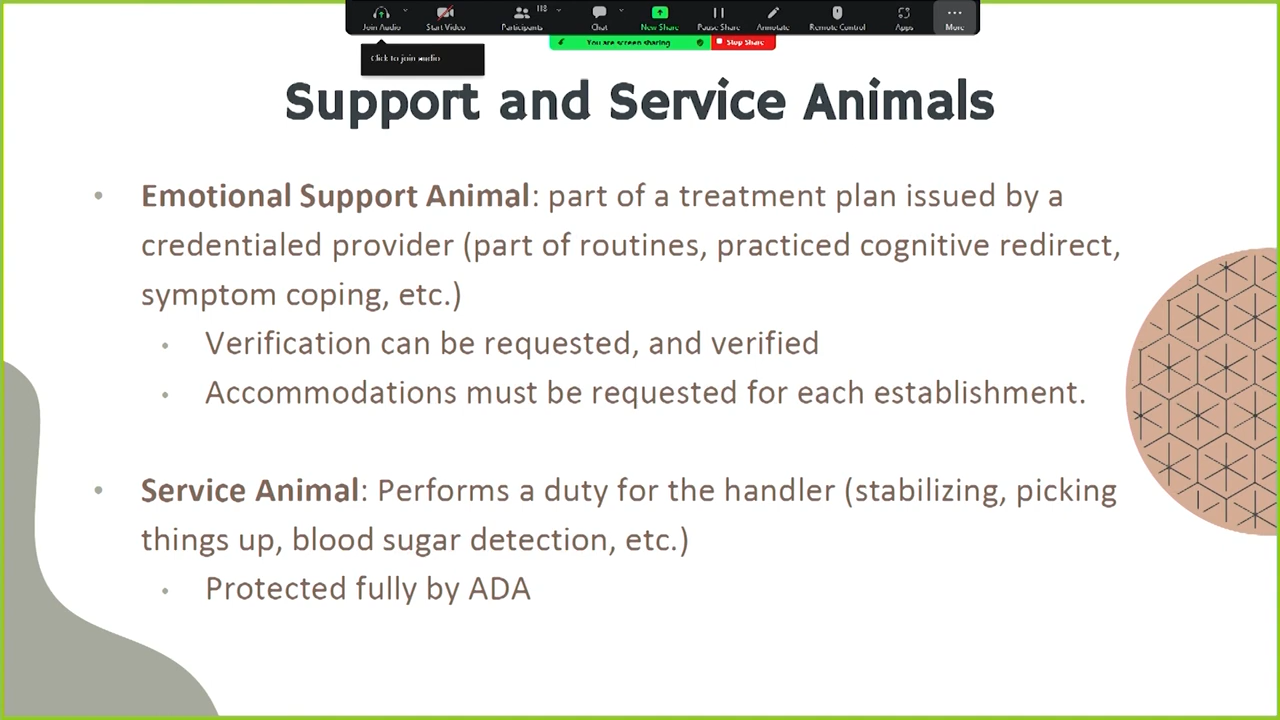 Join Audio
Start Video
Participants
118
Chat
New Share
Pause Share
Annotate
Remote Control
Apps
More
You are screen sharing
Stop Share
Click to join audio
Support and Service Animals
• Emotional Support Animal: part of a treatment plan issued by a
credentialed provider (part of routines, practiced cognitive redirect,
symptom coping, etc.)
• Verification can be requested, and verified
• Accommodations must be requested for each establishment.
• Service Animal: Performs a duty for the handler (stabilizing, picking
things up, blood sugar detection, etc.)
• Protected fully by ADA